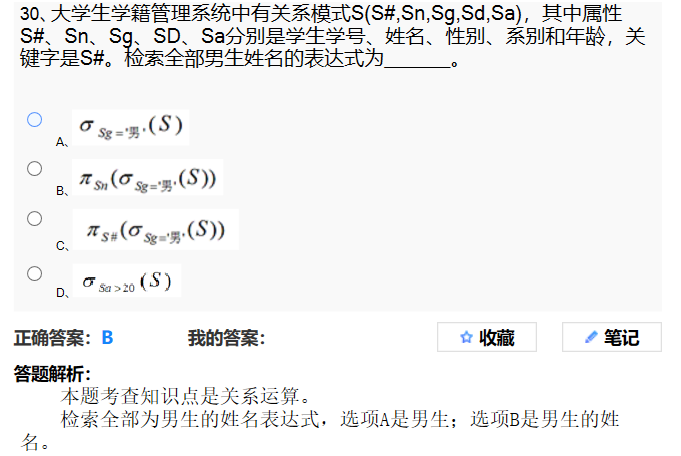 30、大学生学籍管理系统中有关系模式S(S#,Sn,Sg,Sd,Sa)，其中属性
S#、Sn、Sg、SD、Sa分别是学生学号、姓名、性别、系别和年龄，关
键字是S#。检索全部男生姓名的表达式为______。
A、 σ Sg='男' (S)
B、 π Sn (σ Sg='男' (S))
C、 π S# (σ Sg='男' (S))
D、 σ Sa>20 (S)
正确答案：B 我的答案： 收藏 笔记
答题解析：
本题考查知识点是关系运算。
检索全部为男生的姓名表达式，选项A是男生；选项B是男生的姓
名。